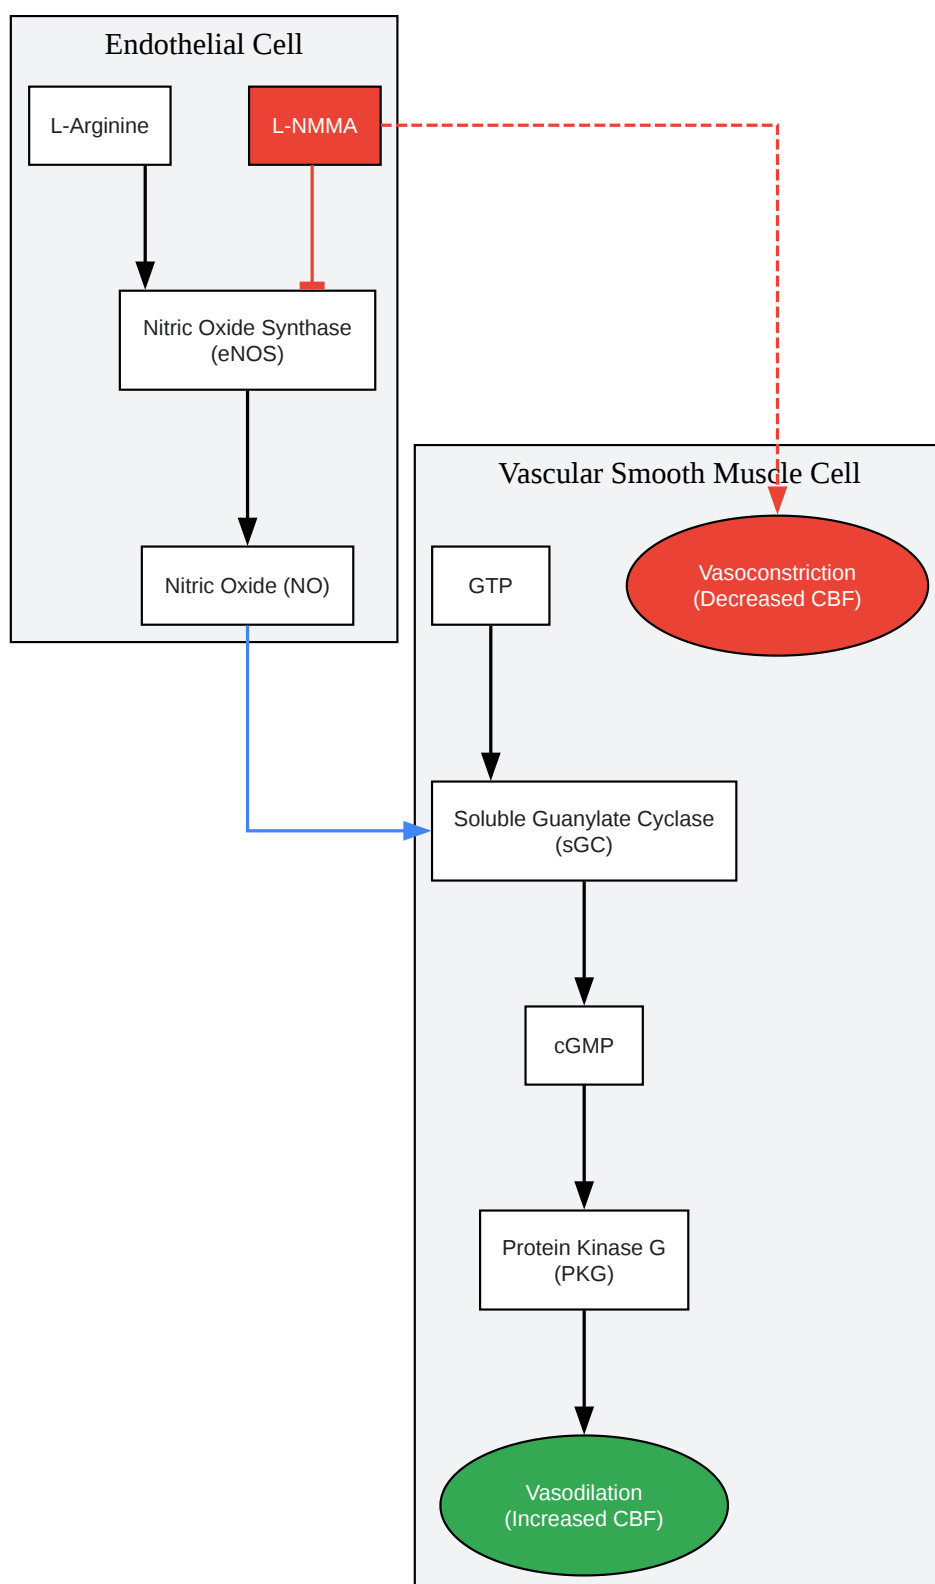 Endothelial Cell
L-Arginine
L-NMMA
Nitric Oxide Synthase
(eNOS)
Nitric Oxide (NO)
Vascular Smooth Muscle Cell
GTP
Vasoconstriction
(Decreased CBF)
Soluble Guanylate Cyclase
(sGC)
cGMP
Protein Kinase G
(PKG)
Vasodilation
(Increased CBF)